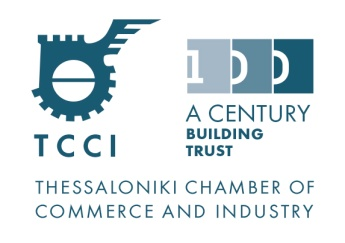 100
A CENTURY
BUILDING
TRUST
TCCI
THESSALONIKI CHAMBER OF
COMMERCE AND INDUSTRY